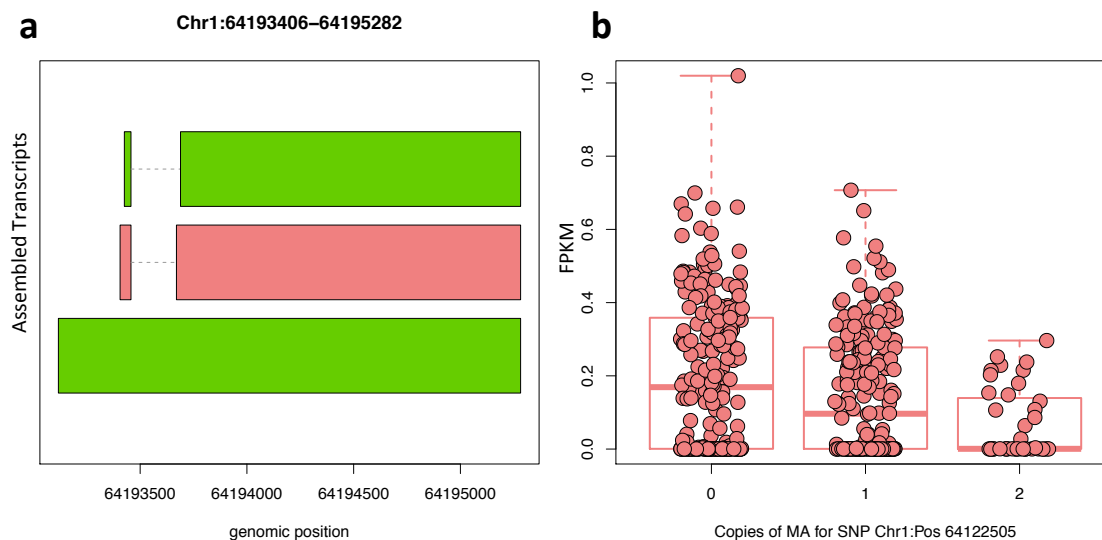 a
Chr1:64193406–64195282
Assembled Transcripts
64193500 64194000 64194500 64195000
genomic position
b
FPKM
1.0
0.8
0.6
0.4
0.2
0.0
0 1 2
Copies of MA for SNP Chr1:Pos 64122505